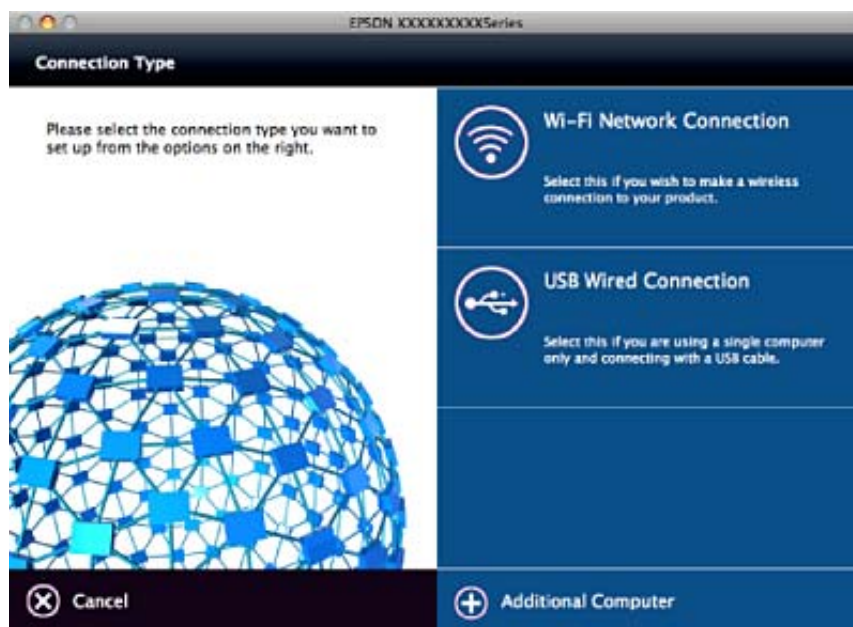 EPSON XXXXXXXXXSeries
Connection Type
Please select the connection type you want to
set up from the options on the right.
Wi-Fi Network Connection
Select this if you wish to make a wireless
connection to your product.
USB Wired Connection
Select this if you are using a single computer
only and connecting with a USB cable.
Cancel
Additional Computer